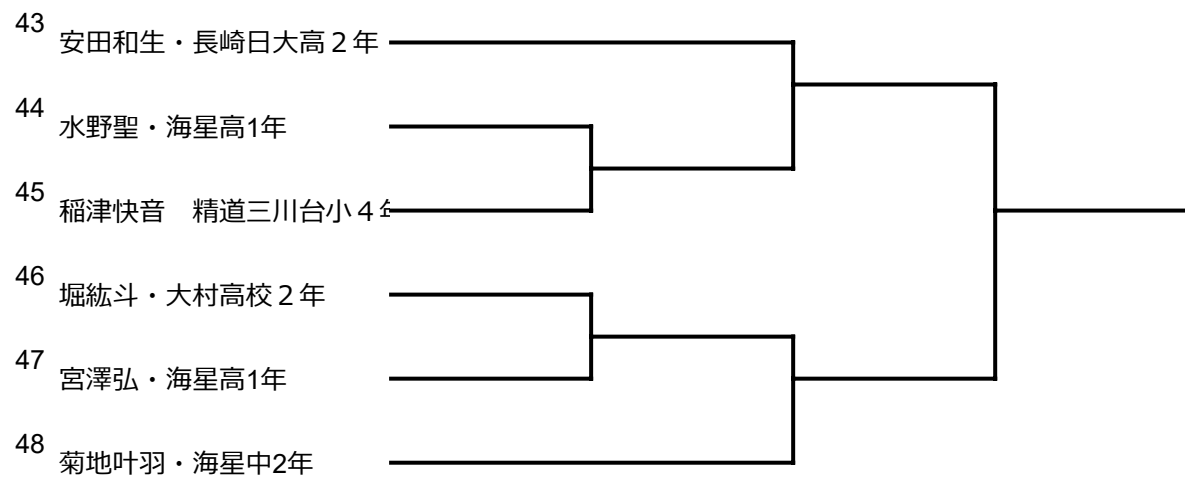 43 安田和生・長崎日大高２年
44 水野聖・海星高1年
45 稲津快音　精道三川台小４年
46 堀紘斗・大村高校２年
47 宮澤弘・海星高1年
48 菊地叶羽・海星中2年